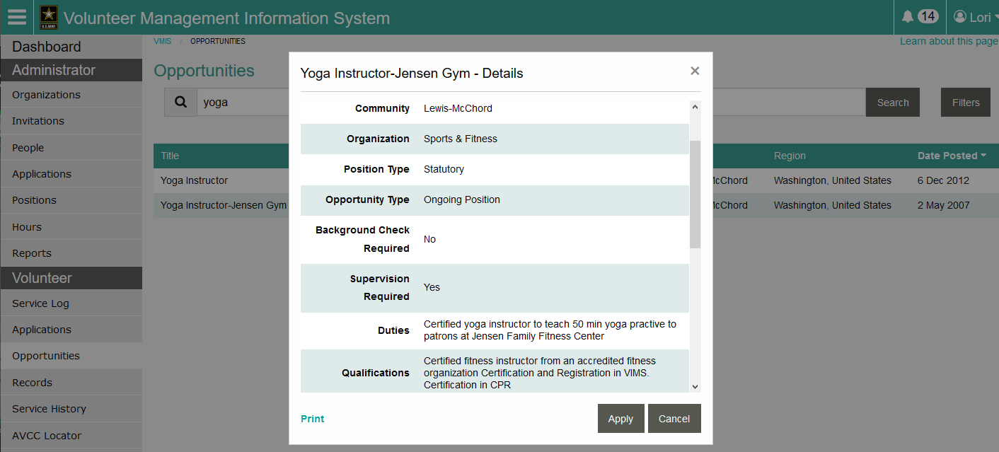 U.S.ARMY
Volunteer Management Information System
14
Lori
Dashboard
Administrator
Organizations
Invitations
People
Applications
Positions
Hours
Reports
Volunteer
Service Log
Applications
Opportunities
Records
Service History
AVCC Locator
VMIS / OPPORTUNITIES
Learn about this page
Opportunities
yoga
Search
Filters
Title
Region
Date Posted
Yoga Instructor
McChord
Washington, United States
6 Dec 2012
Yoga Instructor-Jensen Gym
McChord
Washington, United States
2 May 2007
Yoga Instructor-Jensen Gym - Details
×
Community
Lewis-McChord
Organization
Sports & Fitness
Position Type
Statutory
Opportunity Type
Ongoing Position
Background Check
Required
No
Supervision
Required
Yes
Duties
Certified yoga instructor to teach 50 min yoga practive to
patrons at Jensen Family Fitness Center
Qualifications
Certified fitness instructor from an accredited fitness
organization Certification and Registration in VIMS.
Certification in CPR
Print
Apply
Cancel